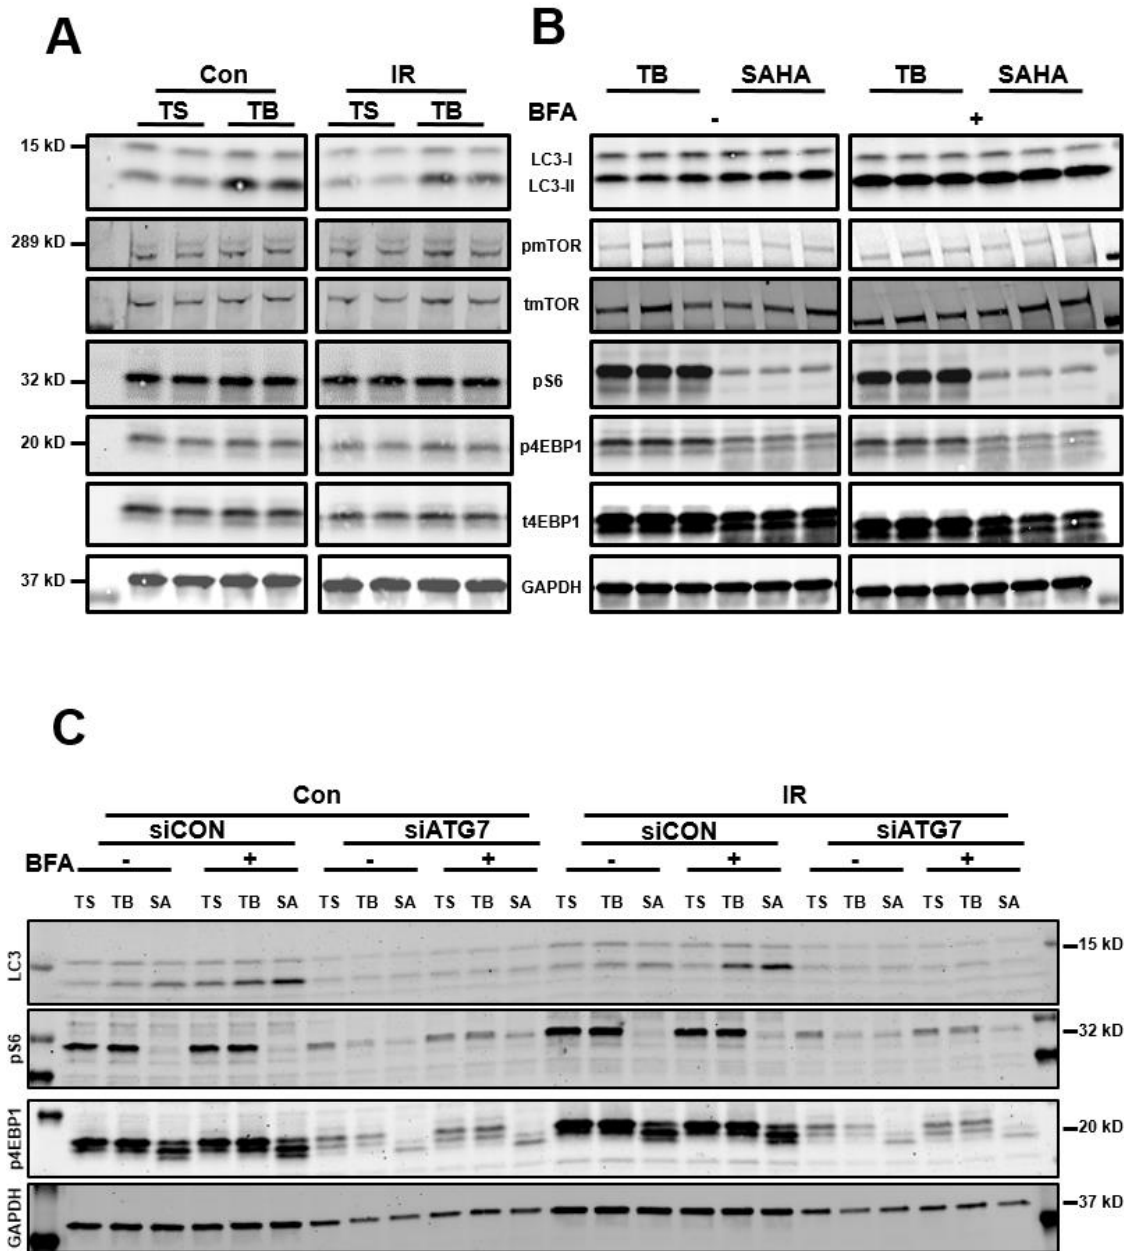 A
Con IR
TS TB TS TB
15 kD
289 kD
32 kD
20 kD
37 kD
B
TB SAHA TB SAHA
BFA - +
LC3-I
LC3-II
pmTOR
tmTOR
pS6
p4EBP1
t4EBP1
GAPDH
C
Con IR
siCON siATG7 siCON siATG7
BFA - + - + - + - +
TS TB SA TS TB SA TS TB SA TS TB SA TS TB SA TS TB SA TS TB SA TS TB SA
LC3 15 kD
pS6 32 kD
p4EBP1 20 kD
GAPDH 37 kD